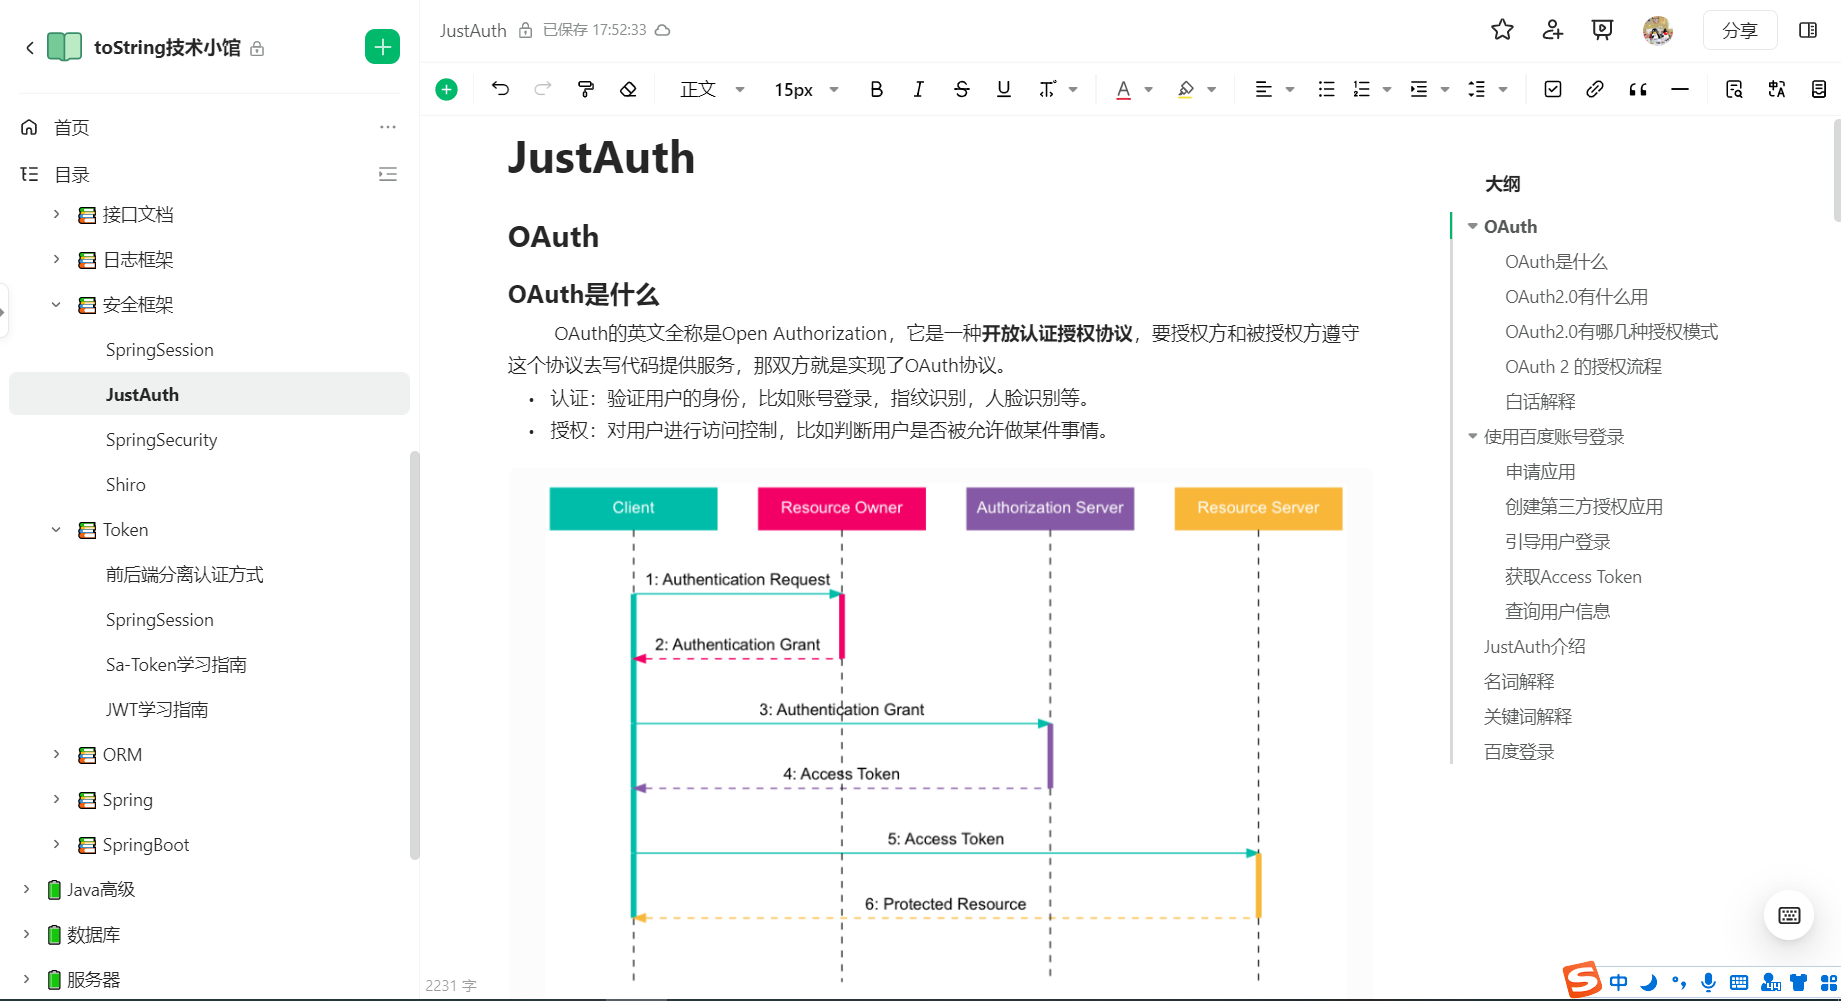 toString技术小馆
首页
目录
接口文档
日志框架
安全框架
SpringSession
JustAuth
SpringSecurity
Shiro
Token
前后端分离认证方式
SpringSession
Sa-Token学习指南
JWT学习指南
ORM
Spring
SpringBoot
Java高级
数据库
服务器
JustAuth 已保存 17:52:33
分享
正文 15px B I S U
JustAuth
OAuth
OAuth是什么
OAuth的英文全称是Open Authorization，它是一种开放认证授权协议，要授权方和被授权方遵守
这个协议去写代码提供服务，那双方就是实现了OAuth协议。
• 认证：验证用户的身份，比如账号登录，指纹识别，人脸识别等。
• 授权：对用户进行访问控制，比如判断用户是否被允许做某件事情。
Client Resource Owner Authorization Server Resource Server
1: Authentication Request
2: Authentication Grant
3: Authentication Grant
4: Access Token
5: Access Token
6: Protected Resource
2231 字
大纲
OAuth
OAuth是什么
OAuth2.0有什么用
OAuth2.0有哪几种授权模式
OAuth 2 的授权流程
白话解释
使用百度账号登录
申请应用
创建第三方授权应用
引导用户登录
获取Access Token
查询用户信息
JustAuth介绍
名词解释
关键词解释
百度登录
中